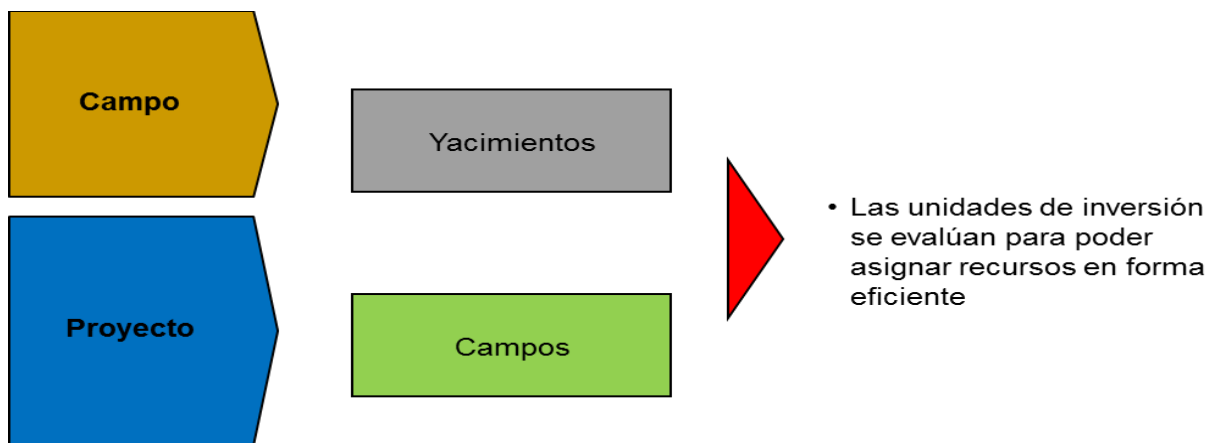 Campo
Yacimientos
Proyecto
Campos
• Las unidades de inversión
se evalúan para poder
asignar recursos en forma
eficiente